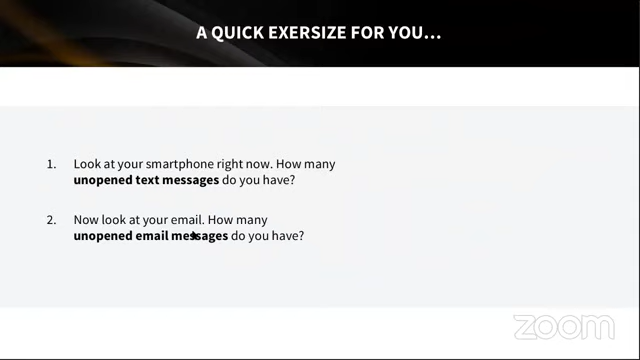 A QUICK EXERSIZE FOR YOU...
1. Look at your smartphone right now. How many
unopened text messages do you have?
2. Now look at your email. How many
unopened email messages do you have?
zoom